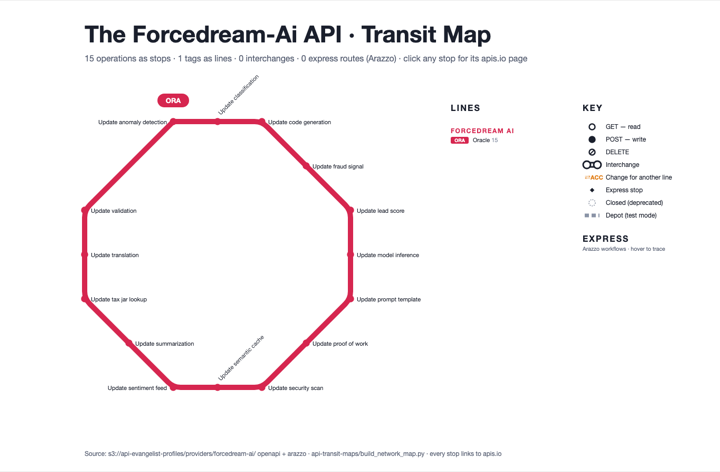 The Forcedream-Ai API · Transit Map
15 operations as stops · 1 tags as lines · 0 interchanges · 0 express routes (Arazzo) · click any stop for its apis.io page
ORA
Update classification
Update anomaly detection
Update code generation
Update fraud signal
Update validation
Update lead score
Update translation
Update model inference
Update tax jar lookup
Update prompt template
Update summarization
Update semantic cache
Update proof of work
Update sentiment feed
Update security scan
LINES
FORCEDREAM AI
ORA Oracle 15
KEY
GET — read
POST — write
DELETE
Interchange
⇄ACC Change for another line
Express stop
Closed (deprecated)
Depot (test mode)
EXPRESS
Arazzo workflows · hover to trace
Source: s3://api-evangelist-profiles/providers/forcedream-ai/ openapi + arazzo · api-transit-maps/build_network_map.py · every stop links to apis.io